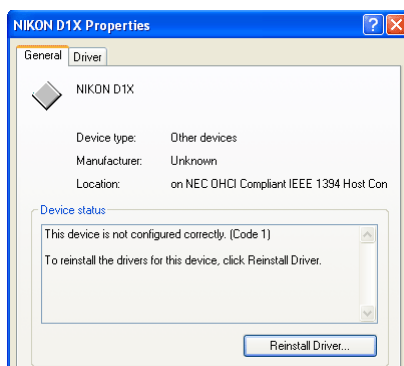 NIKON D1X Properties
General Driver
NIKON D1X
Device type: Other devices
Manufacturer: Unknown
Location: on NEC OHCI Compliant IEEE 1394 Host Con
Device status
This device is not configured correctly. (Code 1)
To reinstall the drivers for this device, click Reinstall Driver.
Reinstall Driver...